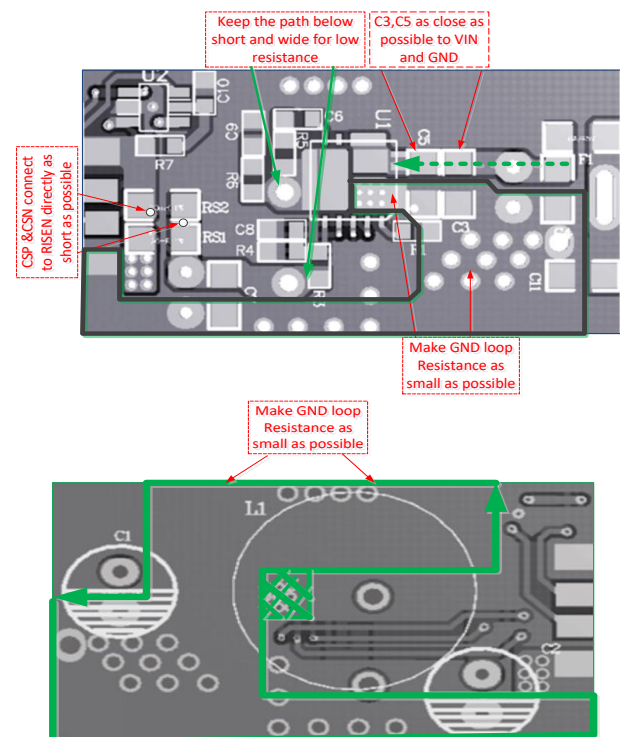 Keep the path below
short and wide for low
resistance
C3,C5 as close as
possible to VIN
and GND
U2
C10
C6
U1
C5
F1
C9
R5
R7
R6
CSP &CSN connect
to RISEN directly as
short as possible
RS2
RS1
C8
R4
C3
R1
R3
C11
Make GND loop
Resistance as
small as possible
Make GND loop
Resistance as
small as possible
L1
C1
C2